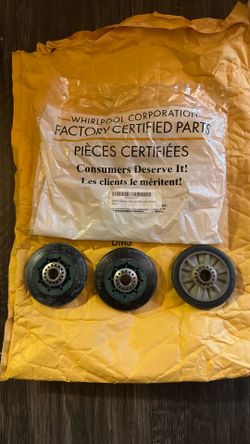 WHIRLPOOL CORPORATION
FACTORY CERTIFIED PARTS
PIÈCES CERTIFIÉES
Consumers Deserve It!
Les clients le méritent!